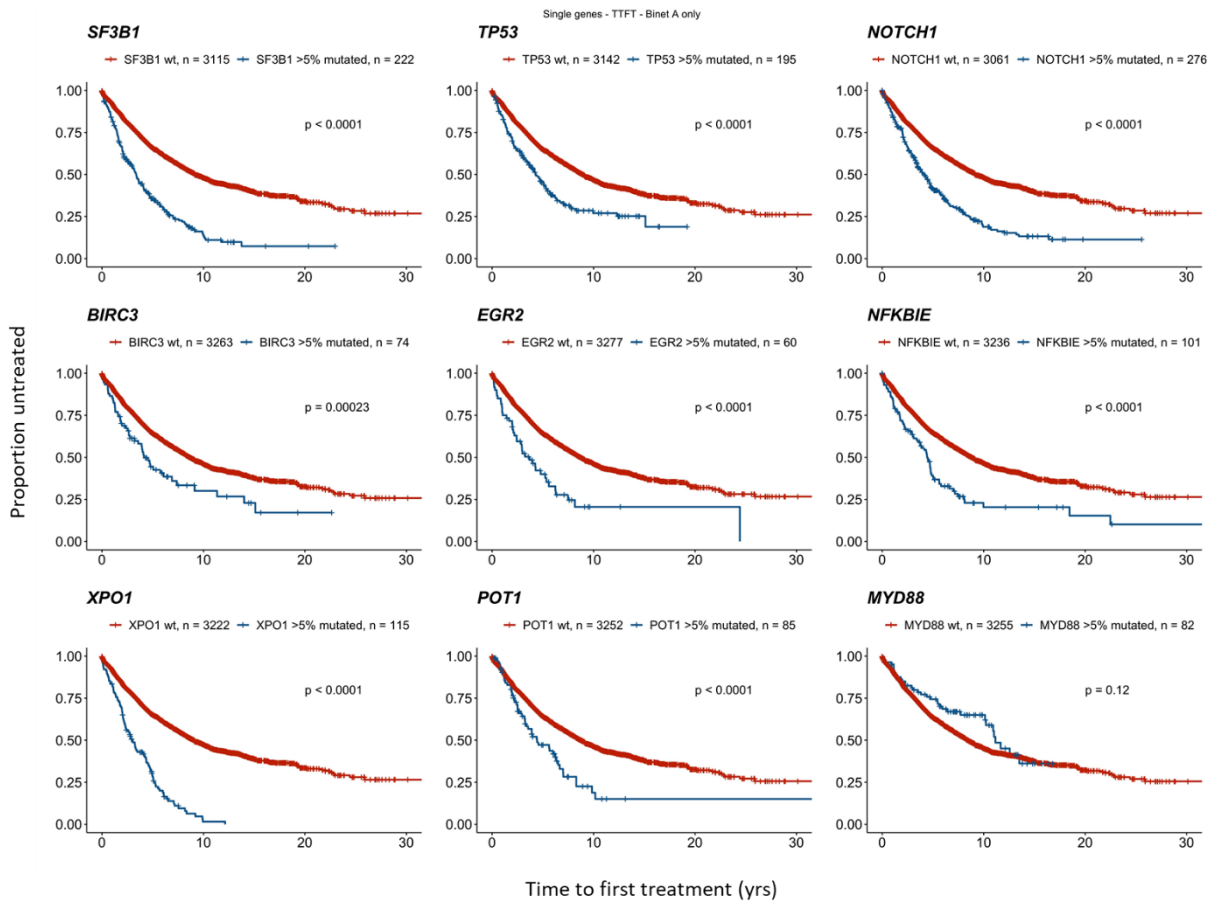 Single genes - TTFT - Binet A only
SF3B1
SF3B1 wt, n = 3115 SF3B1 >5% mutated, n = 222
1.00
0.75
0.50
0.25
0.00
p < 0.0001
0 10 20 30
TP53
TP53 wt, n = 3142 TP53 >5% mutated, n = 195
1.00
0.75
0.50
0.25
0.00
p < 0.0001
0 10 20 30
NOTCH1
NOTCH1 wt, n = 3061 NOTCH1 >5% mutated, n = 276
1.00
0.75
0.50
0.25
0.00
p < 0.0001
0 10 20 30
Proportion untreated
BIRC3
BIRC3 wt, n = 3263 BIRC3 >5% mutated, n = 74
1.00
0.75
0.50
0.25
0.00
p = 0.00023
0 10 20 30
EGR2
EGR2 wt, n = 3277 EGR2 >5% mutated, n = 60
1.00
0.75
0.50
0.25
0.00
p < 0.0001
0 10 20 30
NFKBIE
NFKBIE wt, n = 3236 NFKBIE >5% mutated, n = 101
1.00
0.75
0.50
0.25
0.00
p < 0.0001
0 10 20 30
XPO1
XPO1 wt, n = 3222 XPO1 >5% mutated, n = 115
1.00
0.75
0.50
0.25
0.00
p < 0.0001
0 10 20 30
POT1
POT1 wt, n = 3252 POT1 >5% mutated, n = 85
1.00
0.75
0.50
0.25
0.00
p < 0.0001
0 10 20 30
MYD88
MYD88 wt, n = 3255 MYD88 >5% mutated, n = 82
1.00
0.75
0.50
0.25
0.00
p = 0.12
0 10 20 30
Time to first treatment (yrs)